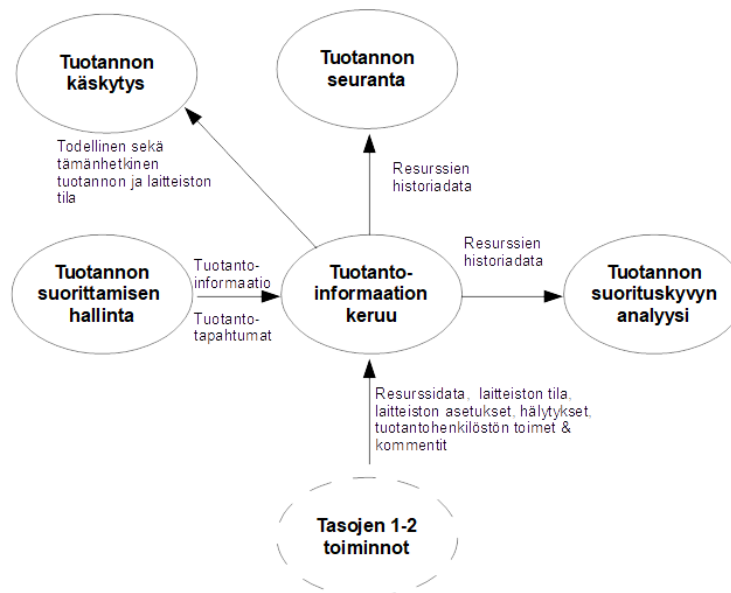 Tuotannon
käskytys
Tuotannon
seuranta
Todellinen sekä
tämänhetkinen
tuotannon ja laitteiston
tila
Resurssien
historiadata
Tuotannon
suorittamisen
hallinta
Tuotanto-
informaatio
Tuotanto-
tapahtumat
Tuotanto-
informaation
keruu
Resurssien
historiadata
Tuotannon
suorituskyvyn
analyysi
Resurssidata, laitteiston tila,
laitteiston asetukset, hälytykset,
tuotantohenkilöstön toimet &
kommentit
Tasojen 1-2
toiminnot